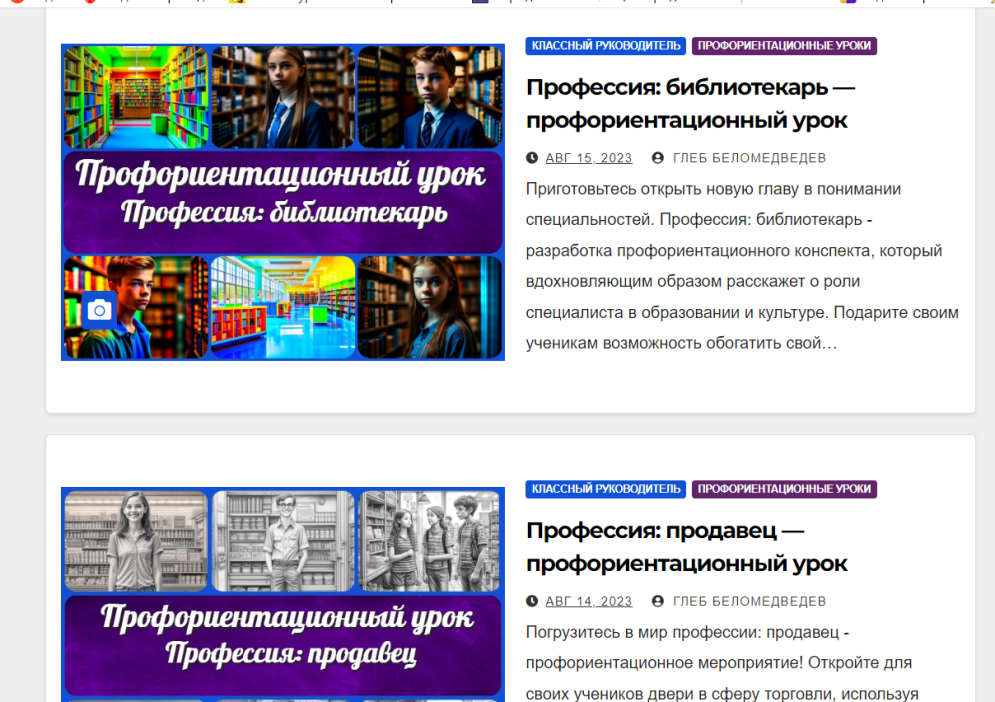 КЛАССНЫЙ РУКОВОДИТЕЛЬ ПРОФОРИЕНТАЦИОННЫЕ УРОКИ
Профессия: библиотекарь —
профориентационный урок
АВГ 15, 2023 ГЛЕБ БЕЛОМЕДВЕДЕВ
Приготовьтесь открыть новую главу в понимании
специальностей. Профессия: библиотекарь -
разработка профориентационного конспекта, который
вдохновляющим образом расскажет о роли
специалиста в образовании и культуре. Подарите своим
ученикам возможность обогатить свой…
Профориентационный урок
Профессия: библиотекарь
КЛАССНЫЙ РУКОВОДИТЕЛЬ ПРОФОРИЕНТАЦИОННЫЕ УРОКИ
Профессия: продавец —
профориентационный урок
АВГ 14, 2023 ГЛЕБ БЕЛОМЕДВЕДЕВ
Погрузитесь в мир профессии: продавец -
профориентационное мероприятие! Откройте для
своих учеников двери в сферу торговли, используя
Профориентационный урок
Профессия: продавец